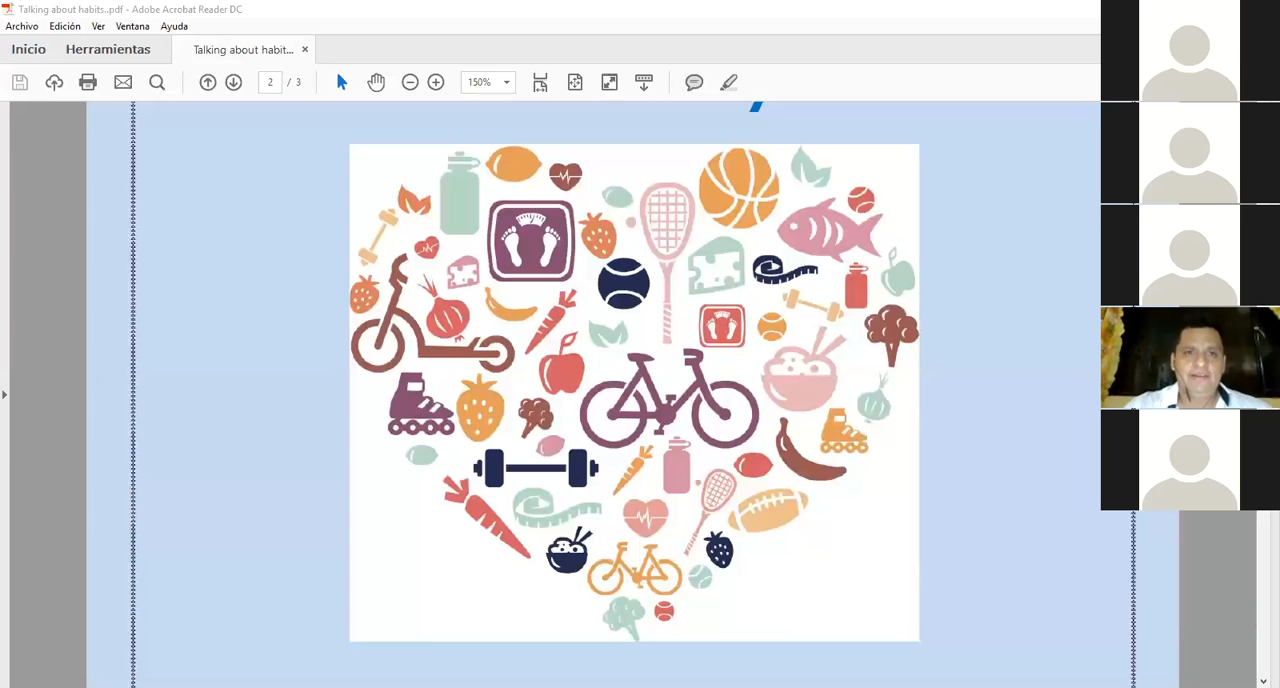 Talking about habits..pdf - Adobe Acrobat Reader DC
Archivo Edición Ver Ventana Ayuda
Inicio Herramientas Talking about habit... ×
2 / 3 150%